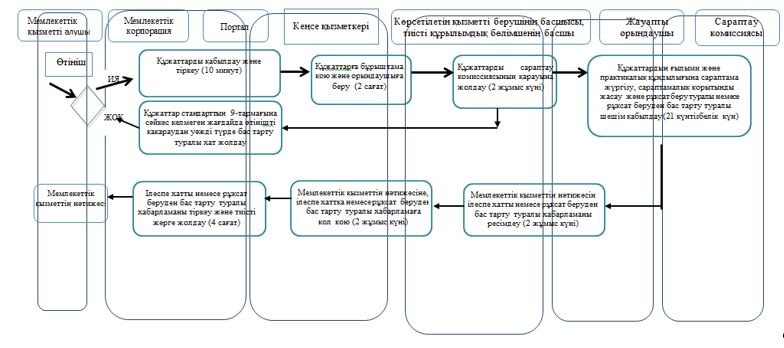 Мемлекеттік
қызметті алушы
Мемлекеттік
корпорация
Портал
Кеңсе қызметкері
Көрсетілетін қызметті берушінің басшысы,
тиісті құрылымдық бөлімшенің басшы
Жауапты
орындаушы
Сараптау
комиссиясы
Өтініш
ИЯ
ЖОҚ
Құжаттарды қабылдау және
тіркеу (10 минут)
Құжаттарға бұрыштама
қою және орындаушыға
беру (2 сағат)
Құжаттарды сараптау
комиссиясының қарауына
жолдау (2 жұмыс күні)
Құжаттардың ғылыми және
практикалық құндылығына сараптама
жүргізу, сараптамалық қорытынды
жасау және рұқсат беру туралы немесе
рұқсат беруден бас тарту туралы
шешім қабылдау(21 күнтізбелік күн)
Құжаттар стандарттың 9-тармағына
сәйкес келмеген жағдайда өтінішті
қақараудан уежді түрде бас тарту
туралы хат жолдау
Мемлекеттік
қызметтің нәтижесі
Ілеспе хатты немесе рұқсат
беруден бас тарту туралы
хабарламаны тіркеу және тиісті
жерге жолдау (4 сағат)
Мемлекеттік қызметтің нәтижесіне,
ілеспе хатқа немесе рұқсат беруден
бас тарту туралы хабарламаға
қол қою (2 жұмыс күні)
Мемлекеттік қызметтің нәтижесін
ілеспе хатты немесе рұқсат беруден
бас тарту туралы хабарламаны
ресімдеу (2 жұмыс күні)